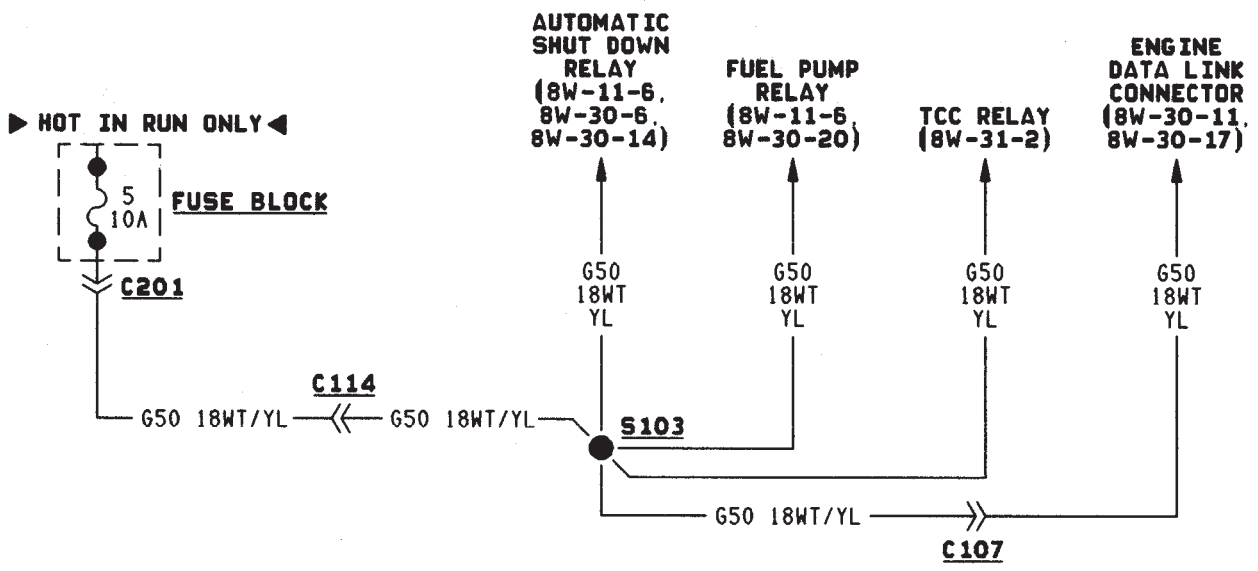 AUTOMATIC
SHUT DOWN
RELAY
(8W-11-6,
8W-30-6,
8W-30-14)
FUEL PUMP
RELAY
(8W-11-6,
8W-30-20)
TCC RELAY
(8W-31-2)
ENGINE
DATA LINK
CONNECTOR
(8W-30-11,
8W-30-17)
HOT IN RUN ONLY
5
10A
FUSE BLOCK
C201
G50
18WT
YL
G50
18WT
YL
G50
18WT
YL
G50
18WT
YL
C114
G50 18WT/YL
G50 18WT/YL
S103
G50 18WT/YL
C107